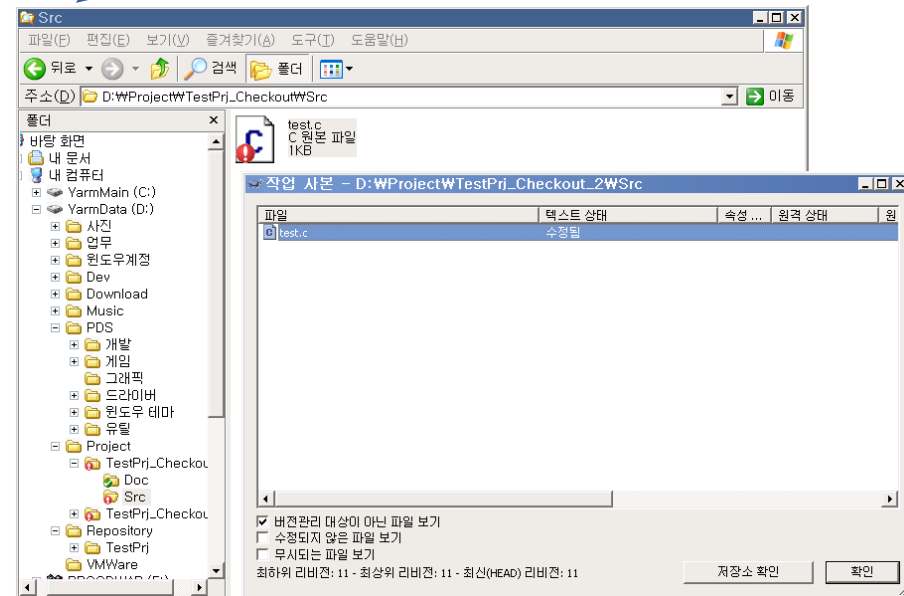 Src
파일(F) 편집(E) 보기(V) 즐겨찾기(A) 도구(T) 도움말(H)
뒤로 검색 폴더
주소(D) D:₩Project₩TestPrj_Checkout₩Src 이동
폴더
바탕 화면
내 문서
내 컴퓨터
YarmMain (C:)
YarmData (D:)
사진
업무
윈도우계정
Dev
Download
Music
PDS
개발
게임
그래픽
드라이버
윈도우 테마
유틸
Project
TestPrj_Checkou
Doc
Src
TestPrj_Checkou
Repository
TestPrj
VMWare
test.c
C 원본 파일
1KB
작업 사본 - D:₩Project₩TestPrj_Checkout_2₩Src
파일 텍스트 상태 속성 ... 원격 상태 원
test.c 수정됨
버전관리 대상이 아닌 파일 보기
수정되지 않은 파일 보기
무시되는 파일 보기
최하위 리비전: 11 - 최상위 리비전: 11 - 최신(HEAD) 리비전: 11
저장소 확인 확인